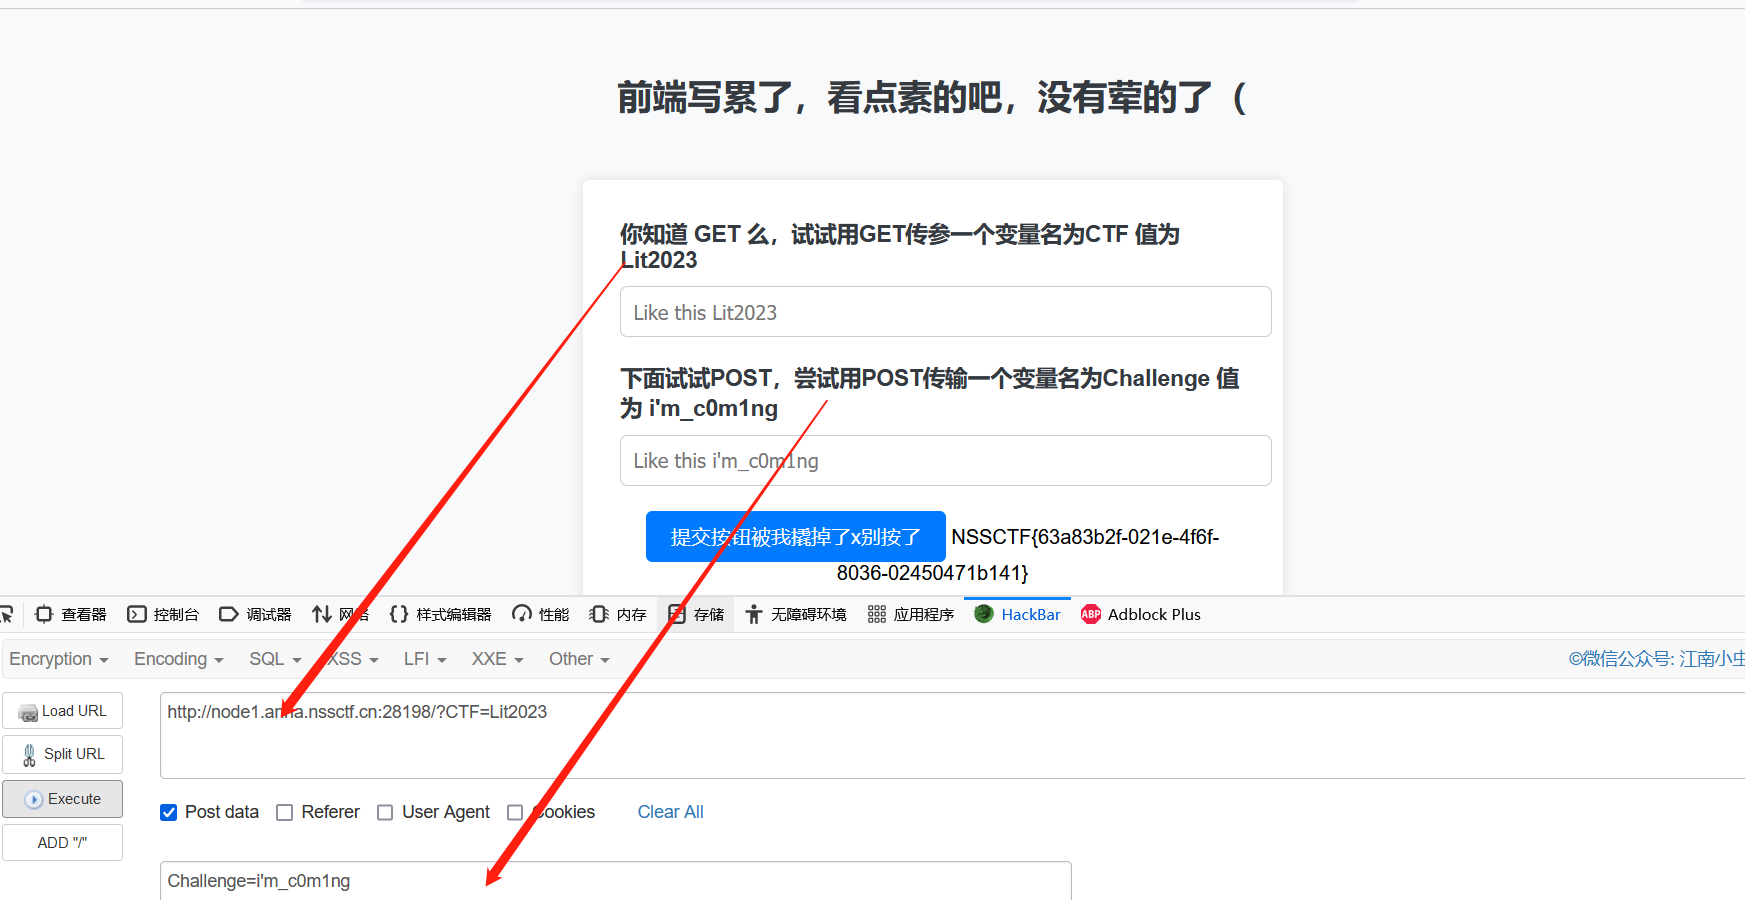 前端写累了，看点素的吧，没有荤的了（
你知道 GET 么，试试用GET传参一个变量名为CTF 值为
Lit2023
Like this Lit2023
下面试试POST，尝试用POST传输一个变量名为Challenge 值
为 i'm_c0m1ng
Like this i'm_c0m1ng
提交按钮被我撬掉了x别按了 NSSCTF{63a83b2f-021e-4f6f-
8036-02450471b141}
查看器 控制台 调试器 网络 样式编辑器 性能 内存 存储 无障碍环境 应用程序 HackBar ABP Adblock Plus
Encryption Encoding SQL XSS LFI XXE Other ©微信公众号: 江南小虫
Load URL http://node1.anna.nssctf.cn:28198/?CTF=Lit2023
Split URL
Execute
Post data Referer User Agent Cookies Clear All
ADD "/"
Challenge=i'm_c0m1ng